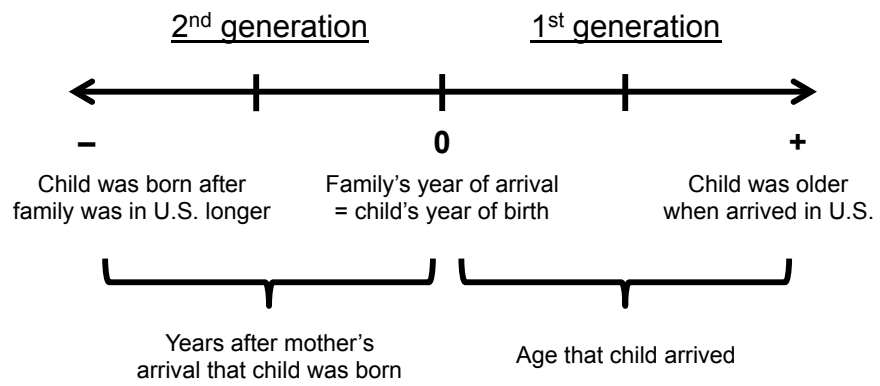 2nd generation
1st generation
–
0
+
Child was born after
family was in U.S. longer
Family's year of arrival
= child's year of birth
Child was older
when arrived in U.S.
Years after mother's
arrival that child was born
Age that child arrived